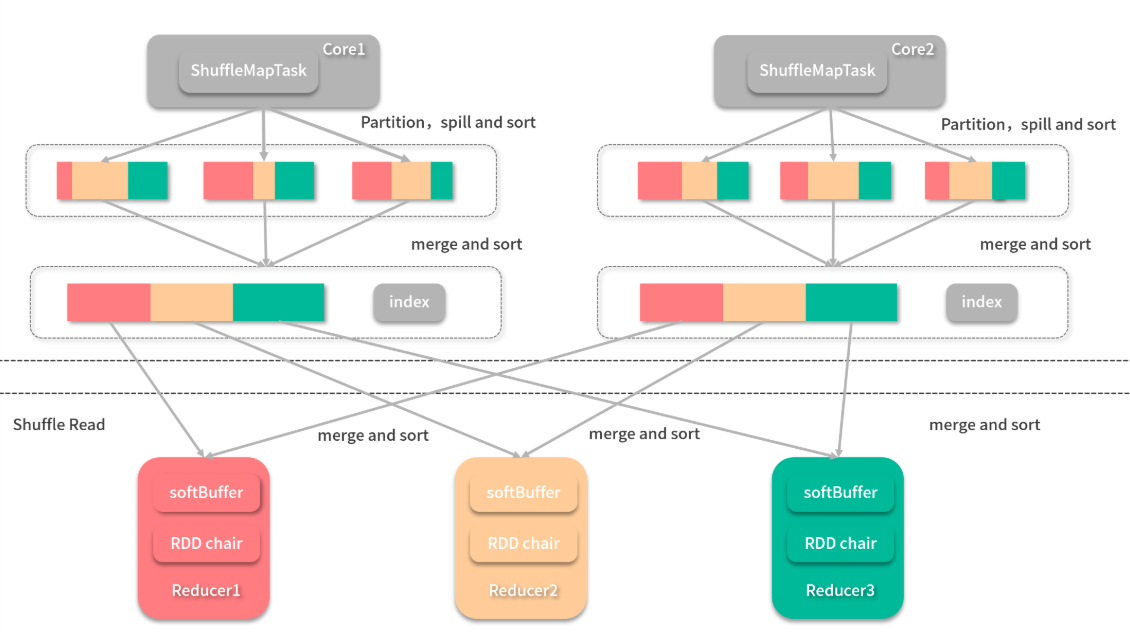 Core1
ShuffleMapTask
Core2
ShuffleMapTask
Partition，spill and sort
Partition，spill and sort
merge and sort
merge and sort
index
index
Shuffle Read
merge and sort
merge and sort
merge and sort
softBuffer
RDD chair
Reducer1
softBuffer
RDD chair
Reducer2
softBuffer
RDD chair
Reducer3